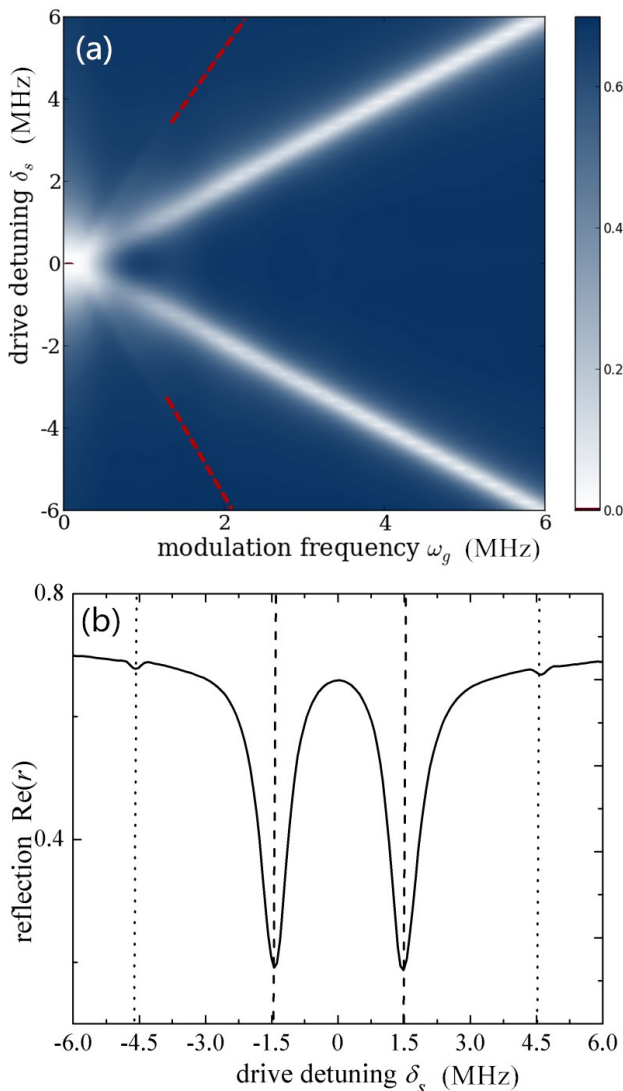 (a)
drive detuning δₛ (MHz)
6
4
2
0
-2
-4
-6
0 2 4 6
modulation frequency ω_g (MHz)
0.6
0.4
0.2
0.0
(b)
reflection Re(r)
0.8
0.4
-6.0 -4.5 -3.0 -1.5 0 1.5 3.0 4.5 6.0
drive detuning δₛ (MHz)